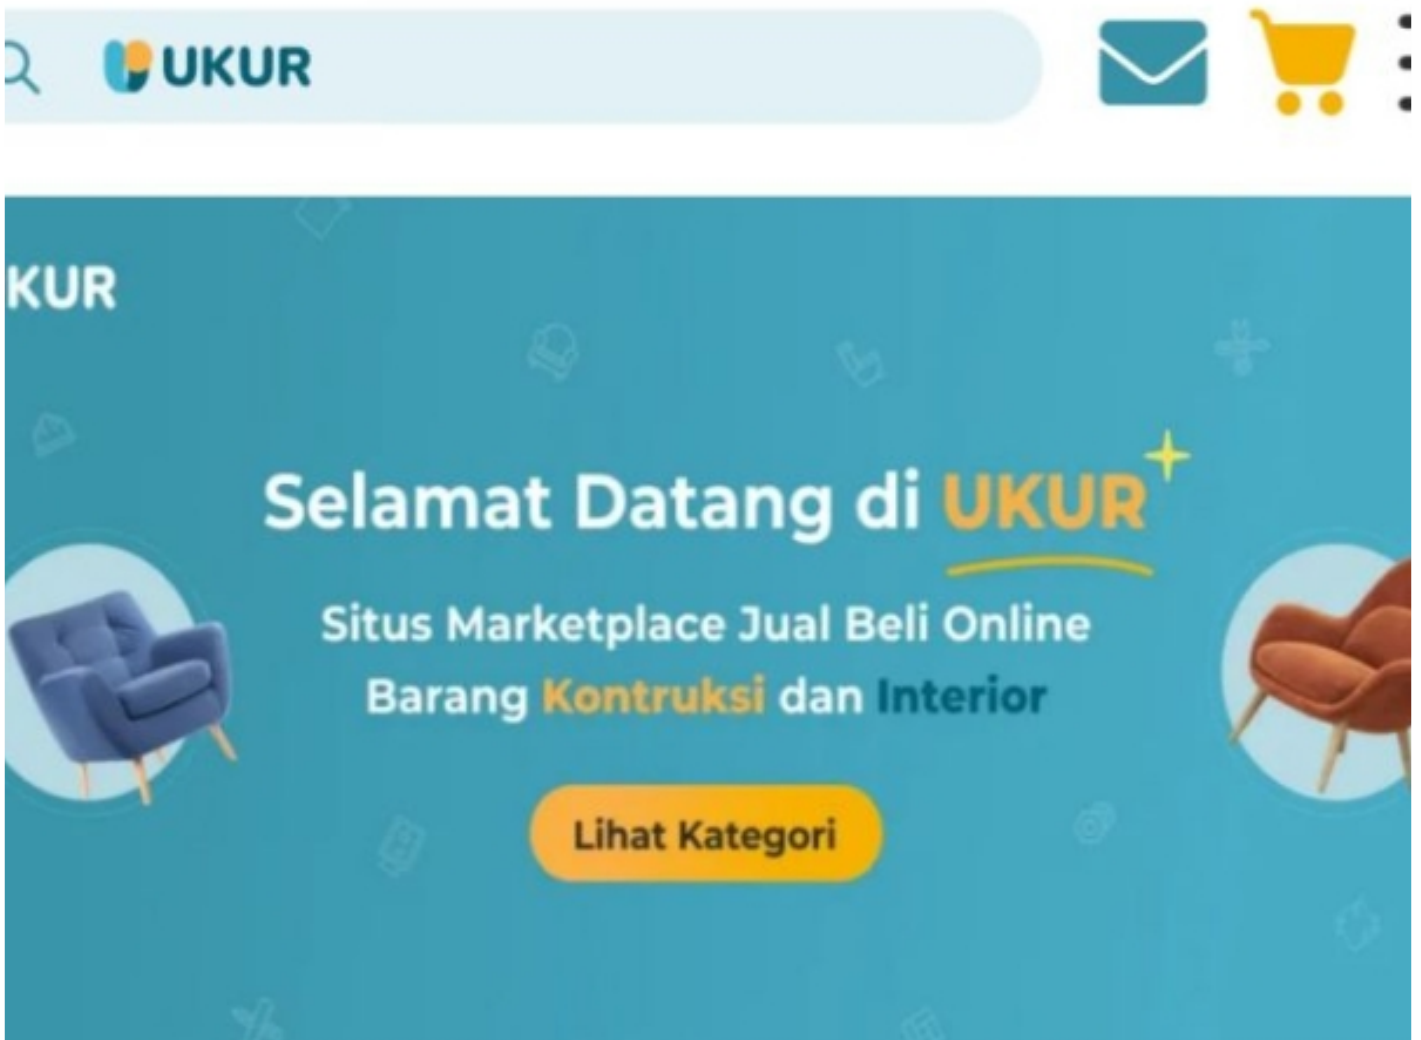 UKUR
KUR
Selamat Datang di UKUR
Situs Marketplace Jual Beli Online
Barang Kontruksi dan Interior
Lihat Kategori